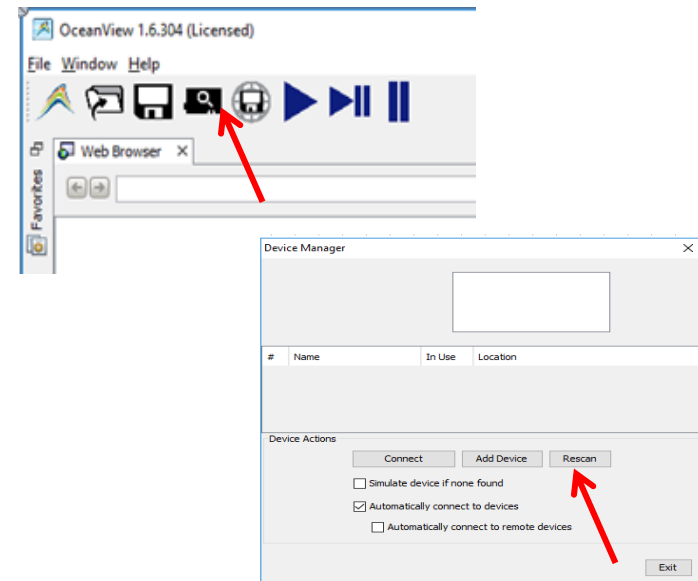 OceanView 1.6.304 (Licensed)
File Window Help
Web Browser
Favorites
Device Manager
# Name In Use Location
Device Actions
Connect Add Device Rescan
Simulate device if none found
Automatically connect to devices
Automatically connect to remote devices
Exit